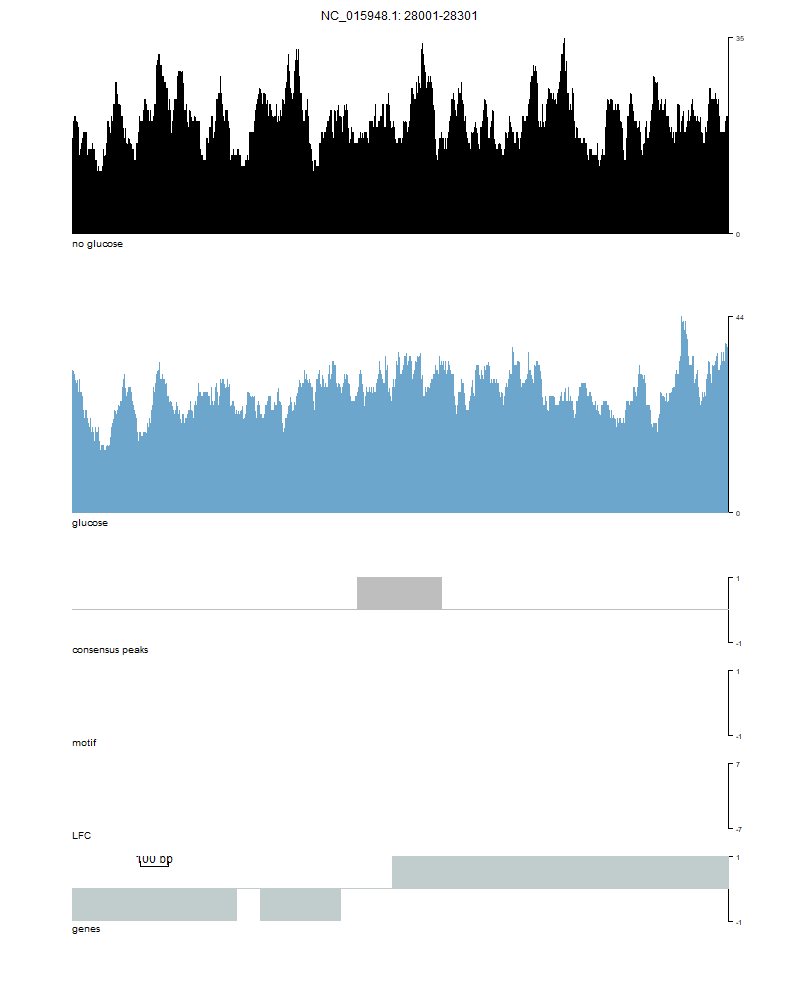 NC_015948.1: 28001-28301
35
0
no glucose
44
0
glucose
1
-1
consensus peaks
1
-1
motif
7
-7
LFC
100 bp
1
-1
genes